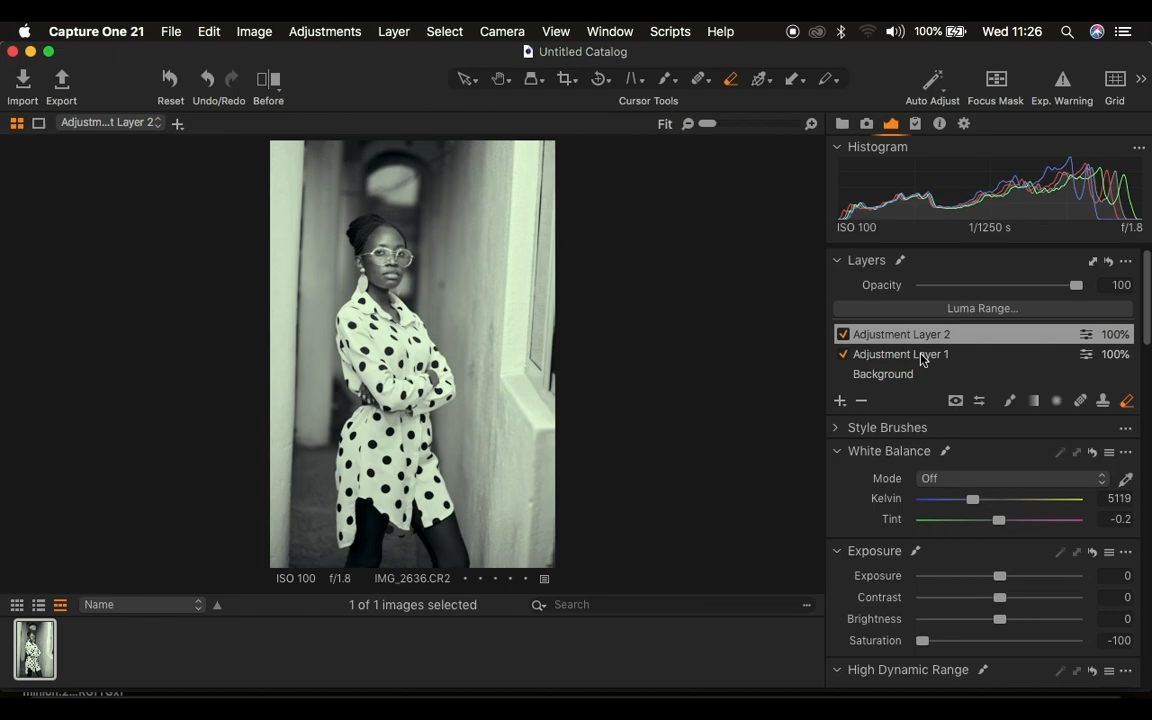 Capture One 21 File Edit Image Adjustments Layer Select Camera View Window Scripts Help 100% Wed 11:26
Untitled Catalog
Import Export Reset Undo/Redo Before Cursor Tools Auto Adjust Focus Mask Exp. Warning Grid
Adjustm...t Layer 2 Fit
Histogram
ISO 100 1/1250 s f/1.8
Layers
Opacity 100
Luma Range...
Adjustment Layer 2 100%
Adjustment Layer 1 100%
Background
Style Brushes
White Balance
Mode Off
Kelvin 5119
Tint -0.2
Exposure
Exposure 0
Contrast 0
Brightness 0
Saturation -100
High Dynamic Range
ISO 100 f/1.8 IMG_2636.CR2
Name 1 of 1 images selected Search